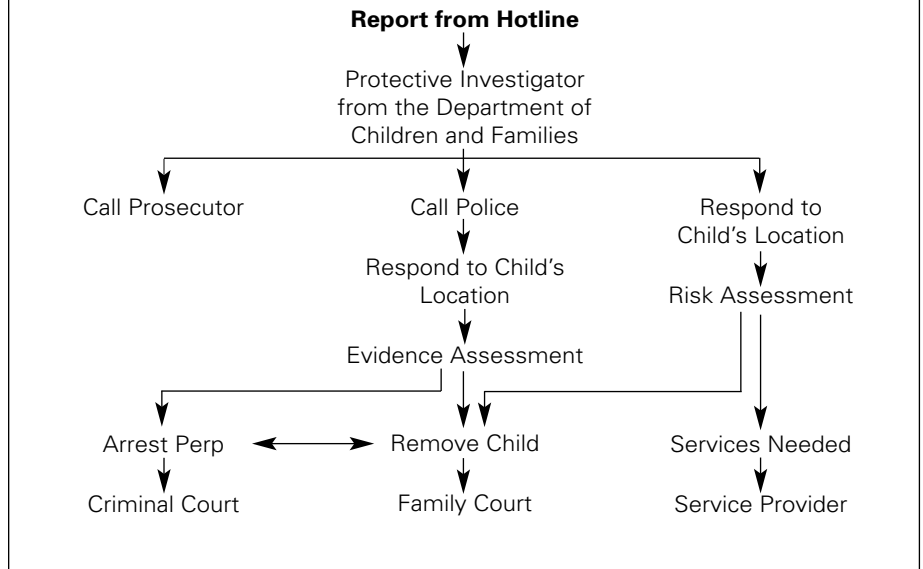 Report from Hotline
Protective Investigator
from the Department of
Children and Families
Call Prosecutor
Call Police
Respond to
Child's Location
Respond to Child's
Location
Risk Assessment
Evidence Assessment
Arrest Perp
Remove Child
Services Needed
Criminal Court
Family Court
Service Provider